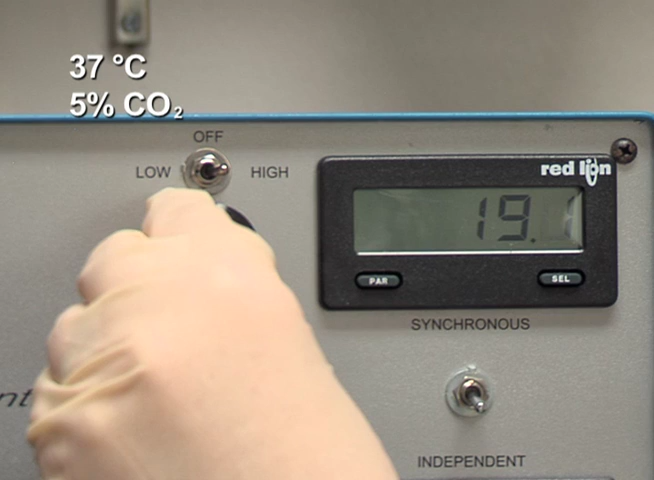 37 °C
5% CO₂
OFF
LOW
HIGH
red lion
19.
PAR
SEL
SYNCHRONOUS
INDEPENDENT